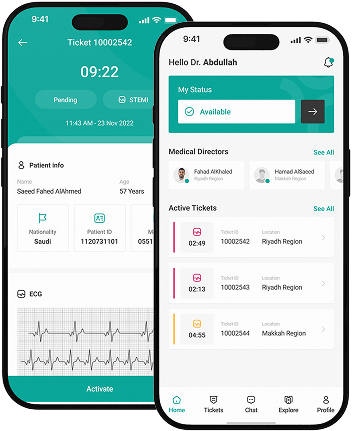 9:41
Ticket 10002542
09:22
Pending
STEMI
11:43 AM - 23 Nov 2022
Patient info
Name
Age
Saeed Fahed AlAhmed
57 Years
Nationality
Saudi
Patient ID
1120731101
M
0551
ECG
Activate
9:41
Hello Dr. Abdullah
My Status
Available
Medical Directors
See All
Fahad AlKhaled
Riyadh Region
Hamad AlSaeed
Makkah Region
Active Tickets
See All
Ticket ID
Location
02:49
10002542
Riyadh Region
Ticket ID
Location
02:13
10002543
Riyadh Region
Ticket ID
Location
04:55
10002544
Makkah Region
Home
Tickets
Chat
Explore
Profile